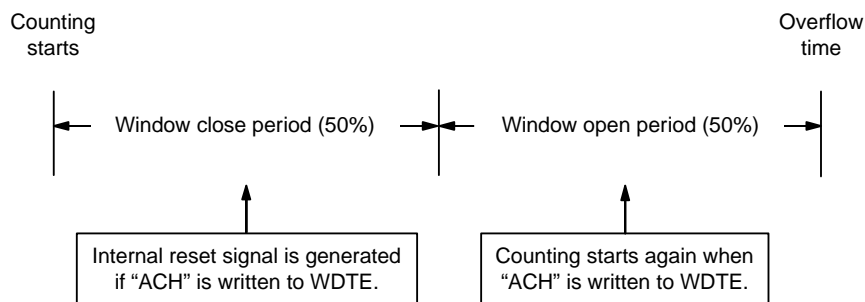 Counting
starts
Overflow
time
Window close period (50%)
Window open period (50%)
Internal reset signal is generated
if “ACH” is written to WDTE.
Counting starts again when
“ACH” is written to WDTE.